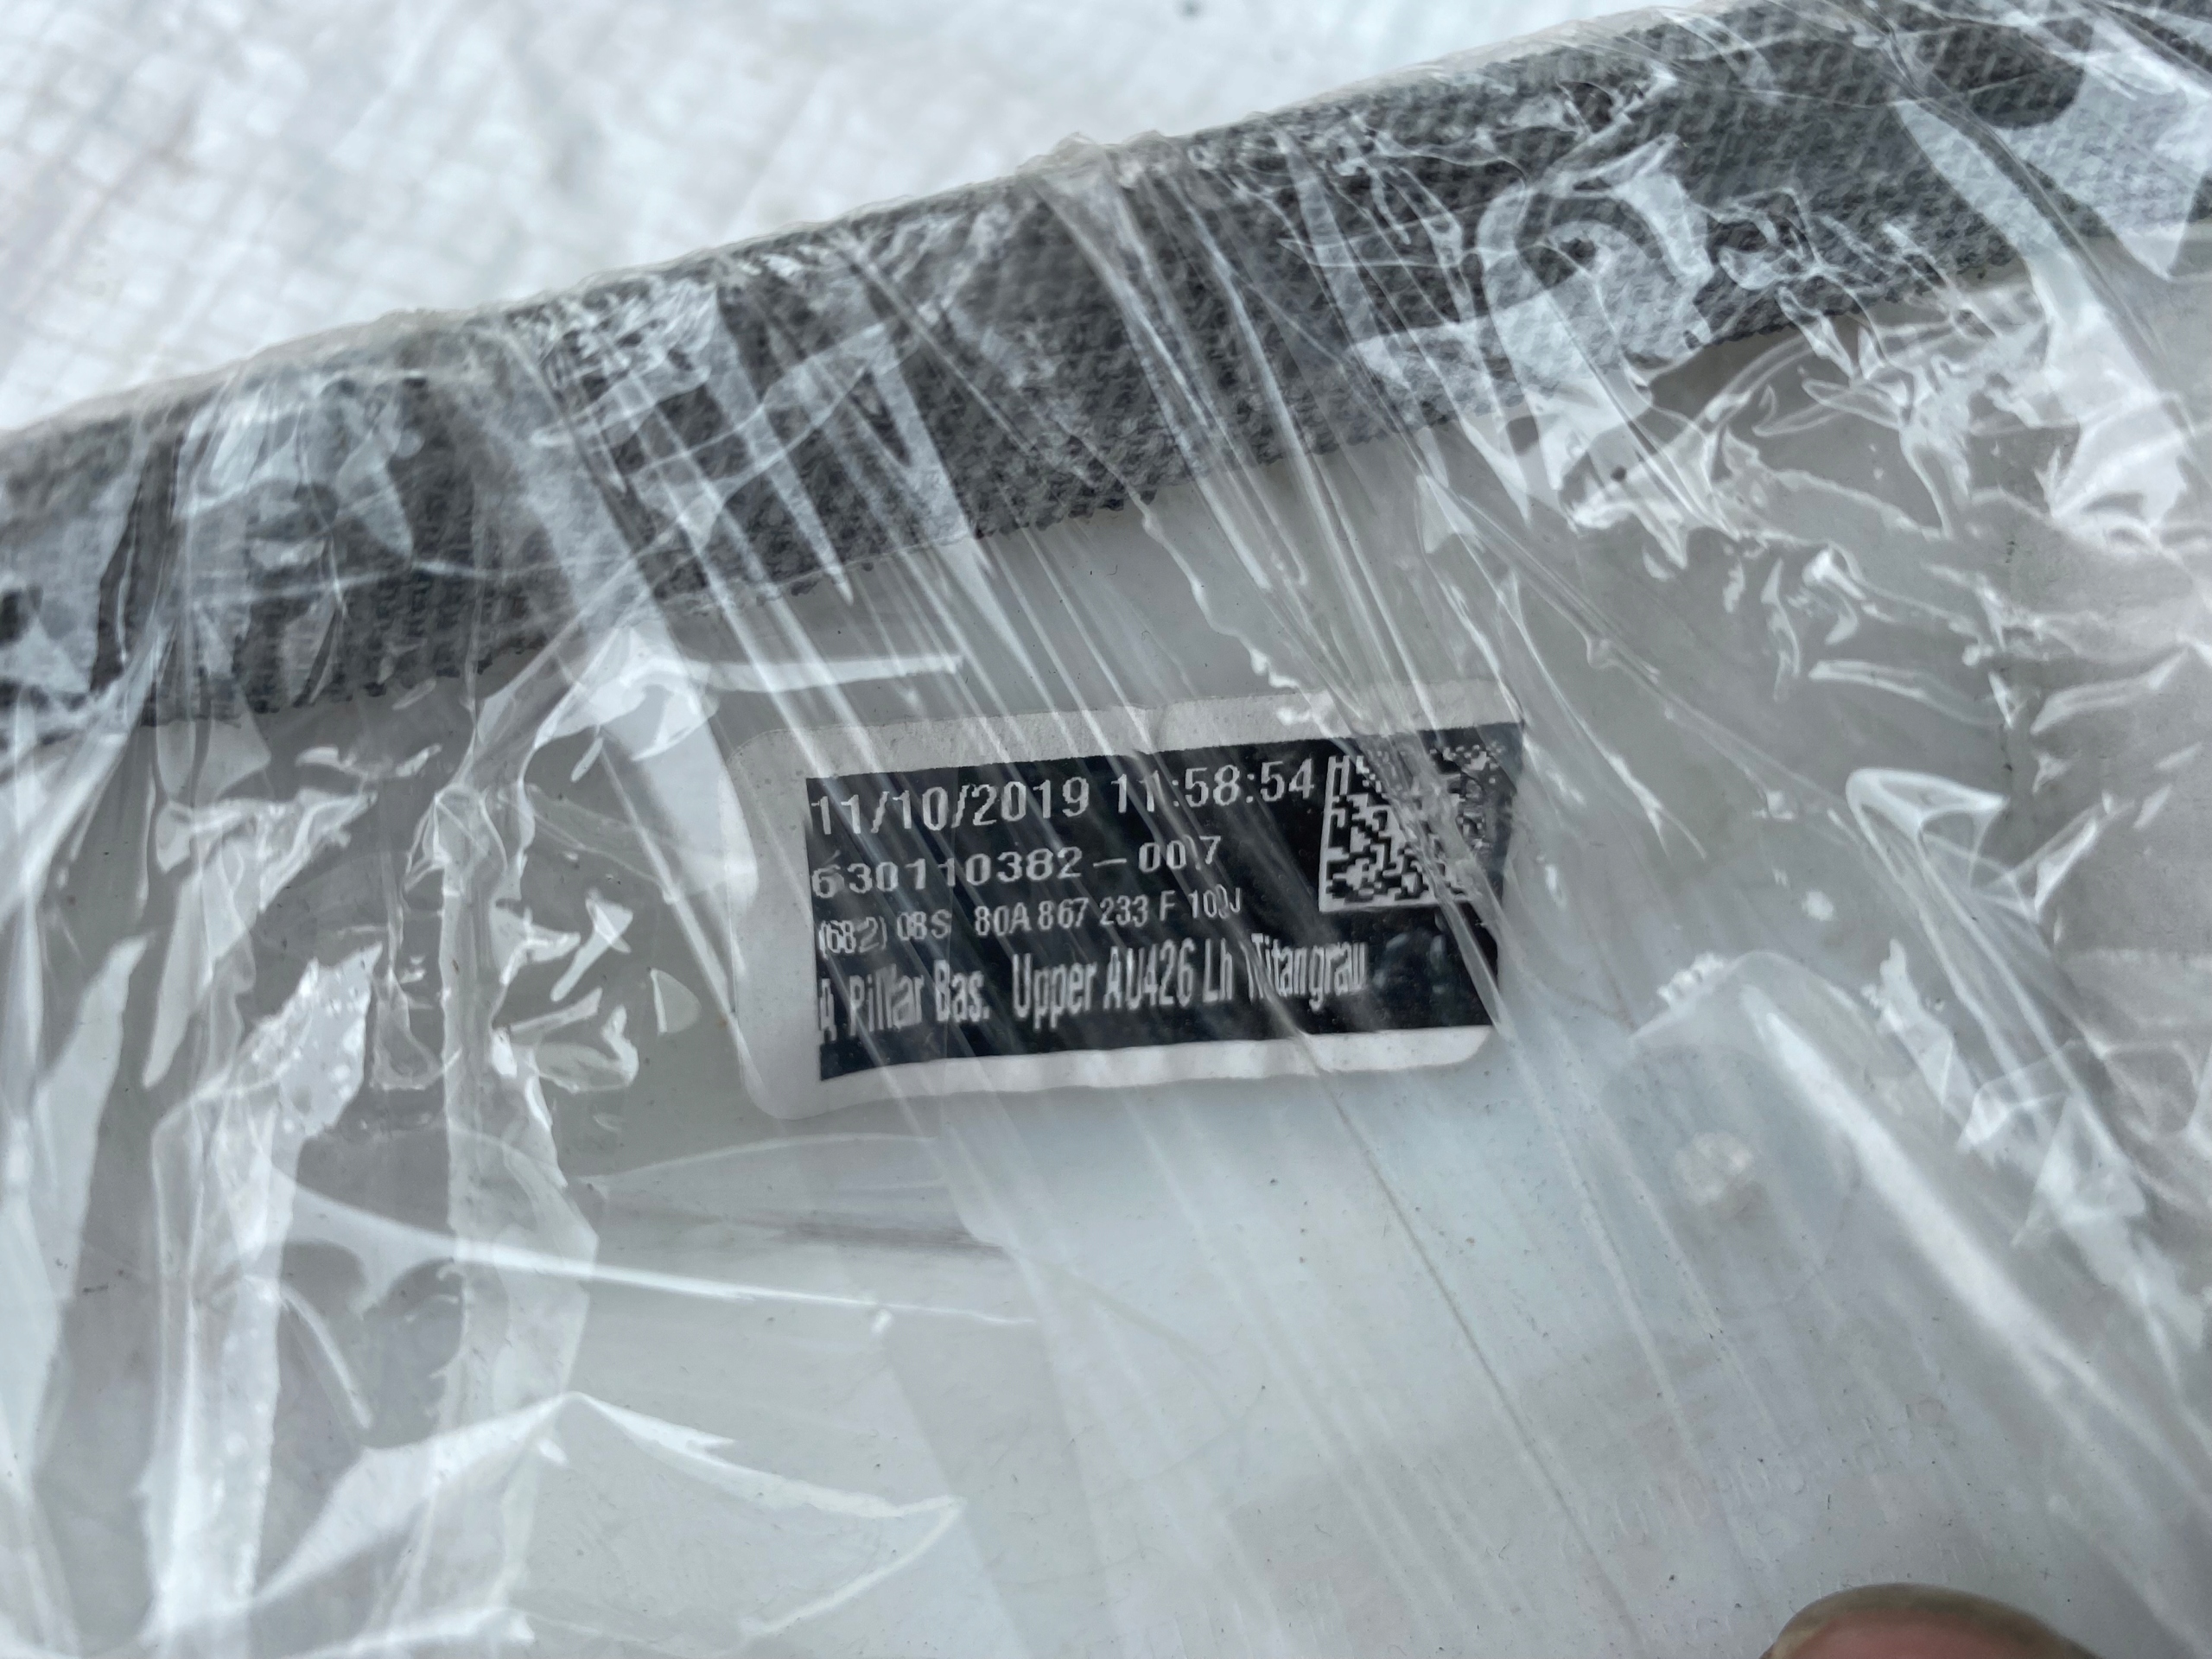 11/10/2019 11:58:54
630110382-007
(682) 08S 80A 867 233 F
A Pillar Bas. Upper AU426 Lh Titangrau